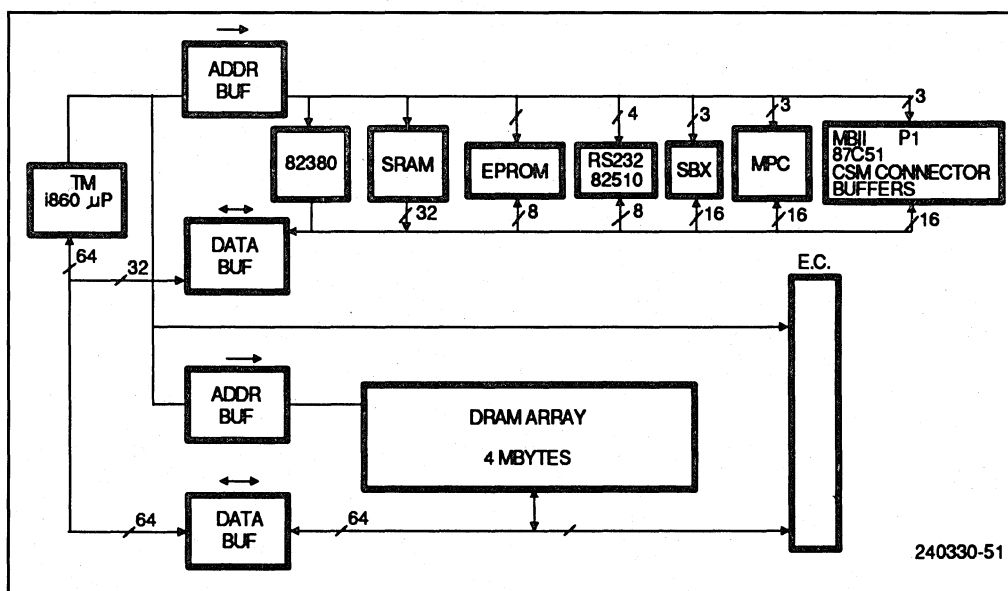 →
ADDR
BUF
4
3
3
3
82380
SRAM
EPROM
RS232
82510
SBX
MPC
MBII P1
87C51
CSM CONNECTOR
BUFFERS
TM
i860 µP
↔
32
8
8
16
16
16
DATA
BUF
64
32
E.C.
→
ADDR
BUF
DRAM ARRAY
4 MBYTES
↔
64
DATA
BUF
64
240330-51